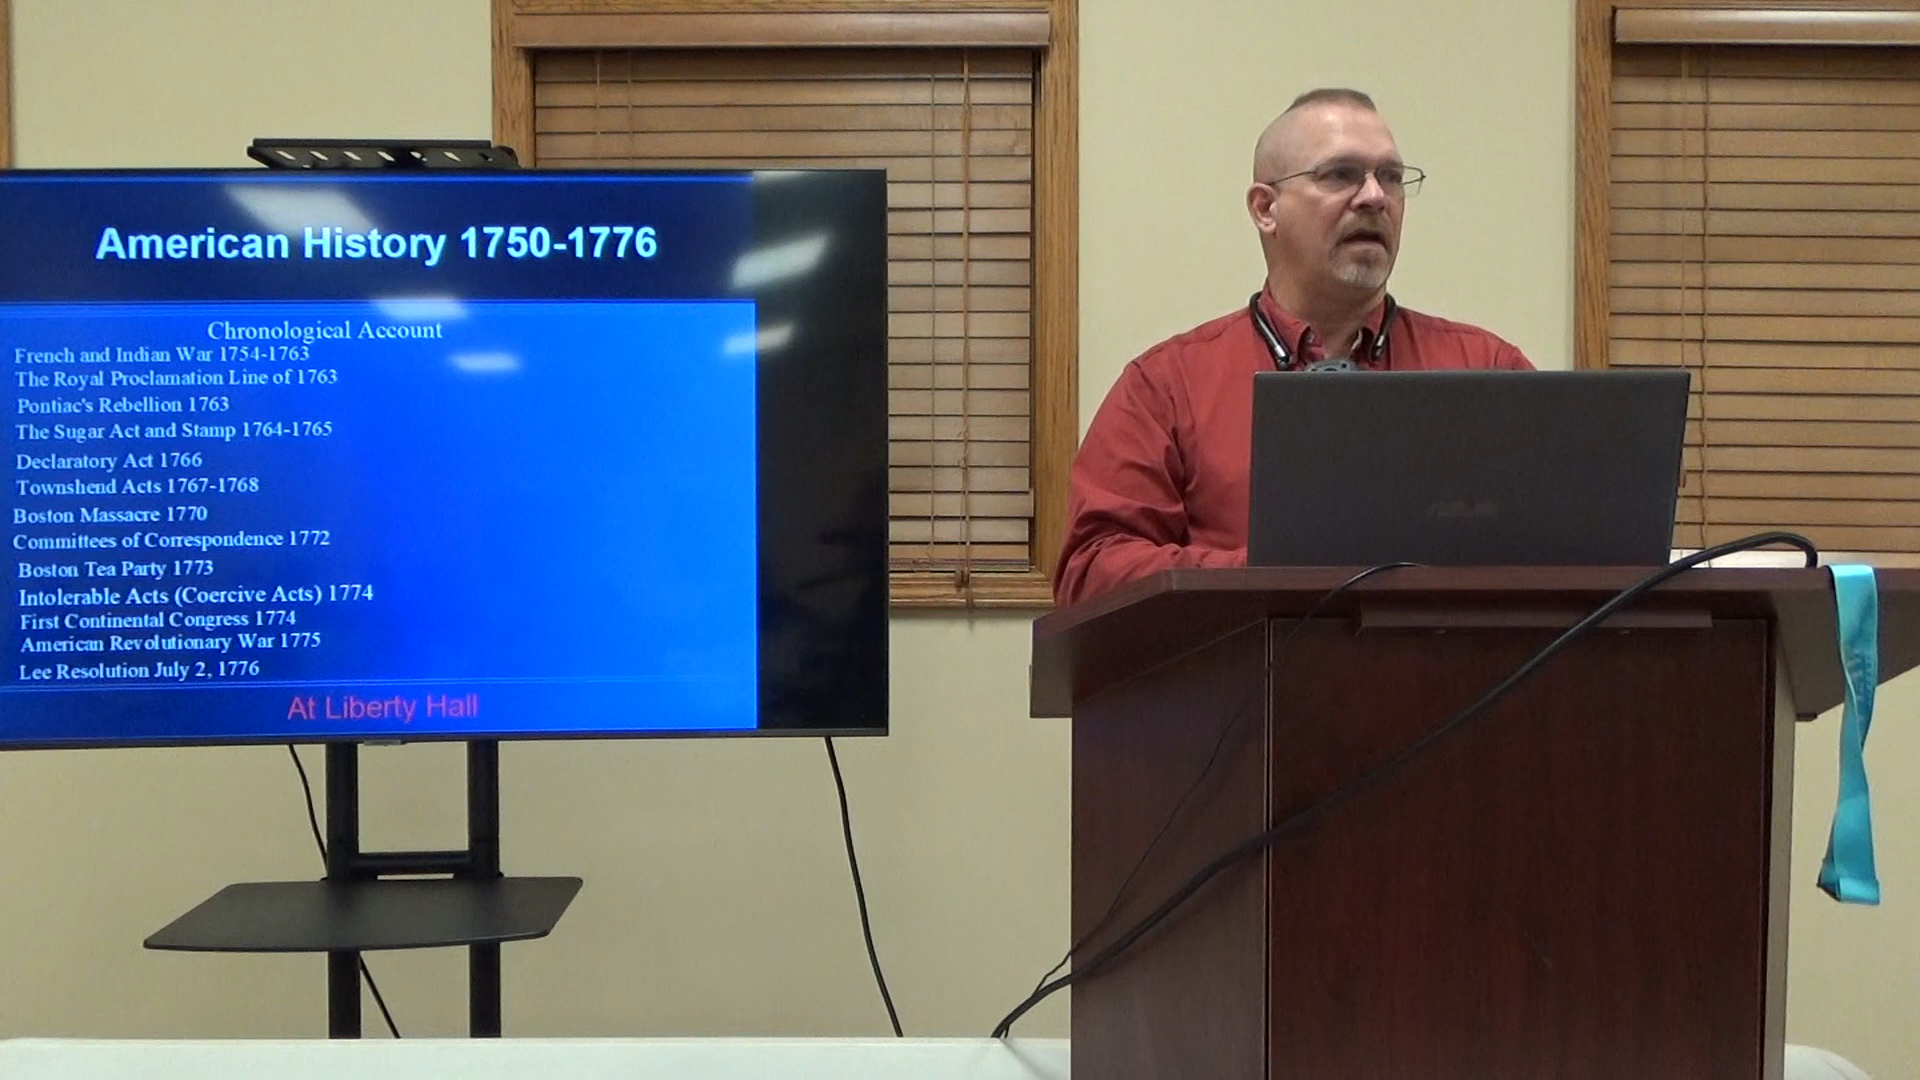 American History 1750-1776
Chronological Account
French and Indian War 1754-1763
The Royal Proclamation Line of 1763
Pontiac's Rebellion 1763
The Sugar Act and Stamp 1764-1765
Declaratory Act 1766
Townshend Acts 1767-1768
Boston Massacre 1770
Committees of Correspondence 1772
Boston Tea Party 1773
Intolerable Acts (Coercive Acts) 1774
First Continental Congress 1774
American Revolutionary War 1775
Lee Resolution July 2, 1776
At Liberty Hall